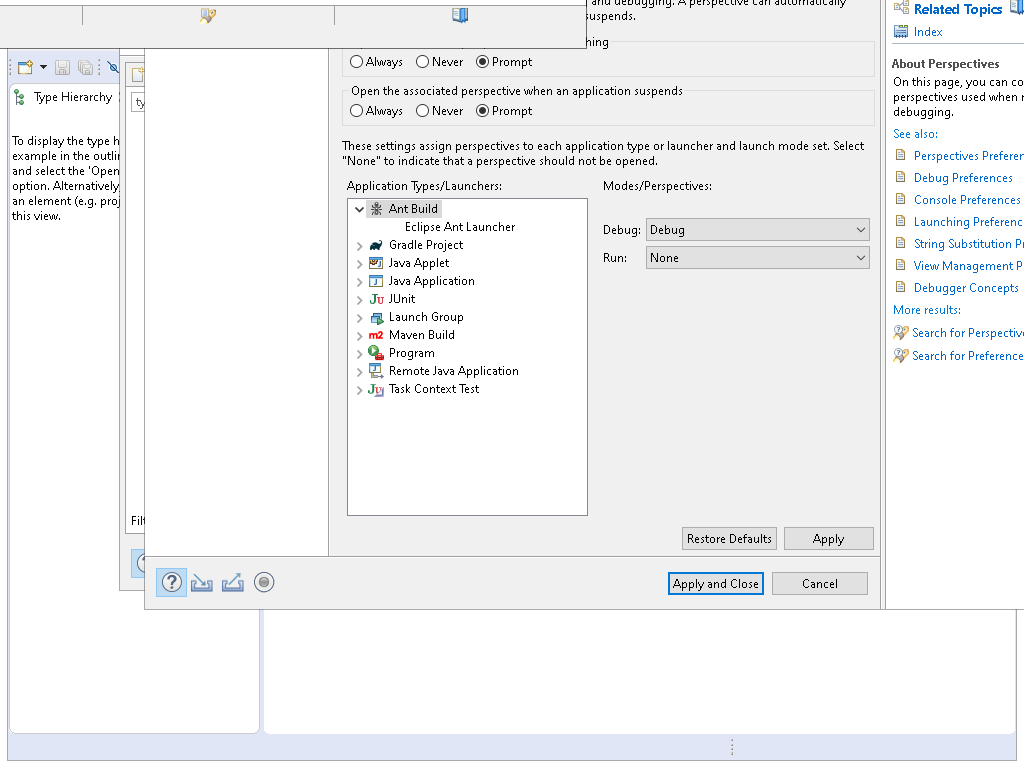 and debugging. A perspective can automatically
suspends.
Always
Never
Prompt
Open the associated perspective when an application suspends
Always
Never
Prompt
These settings assign perspectives to each application type or launcher and launch mode set. Select
"None" to indicate that a perspective should not be opened.
Application Types/Launchers:
Ant Build
Eclipse Ant Launcher
Gradle Project
Java Applet
Java Application
JUnit
Launch Group
Maven Build
Program
Remote Java Application
Task Context Test
Modes/Perspectives:
Debug:
Debug
Run:
None
Restore Defaults
Apply
Apply and Close
Cancel
Type Hierarchy
To display the type h
example in the outli
and select the 'Open
option. Alternatively
an element (e.g. proj
this view.
ty
Filt
Related Topics
Index
About Perspectives
On this page, you can co
perspectives used when r
debugging.
See also:
Perspectives Preferen
Debug Preferences
Console Preferences
Launching Preferenc
String Substitution Pr
View Management P
Debugger Concepts
More results:
Search for Perspective
Search for Preference